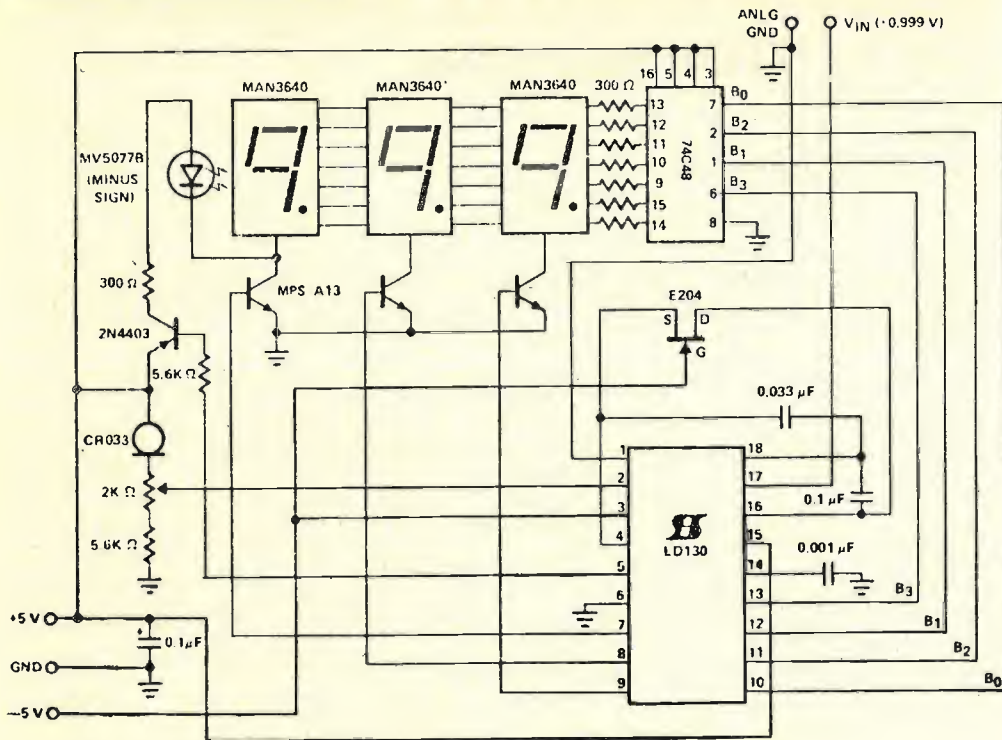 ANLG
GND
VIN (+0.999 V)
MAN3640
MAN3640
MAN3640
300 Ω
16 5 4 3
13
12
11
10
9
15
14
74C48
7
2
1
6
8
B0
B2
B1
B3
MV5077B
(MINUS
SIGN)
300 Ω
MPS A13
2N4403
5.6K Ω
E204
S D
G
0.033 µF
CR033
2K Ω
5.6K Ω
1
2
3
4
5
6
7
8
9
LD130
18
17
16
15
14
13
12
11
10
0.1 µF
0.001 µF
B3
B1
B2
B0
+5 V
0.1µF
+
GND
−5 V